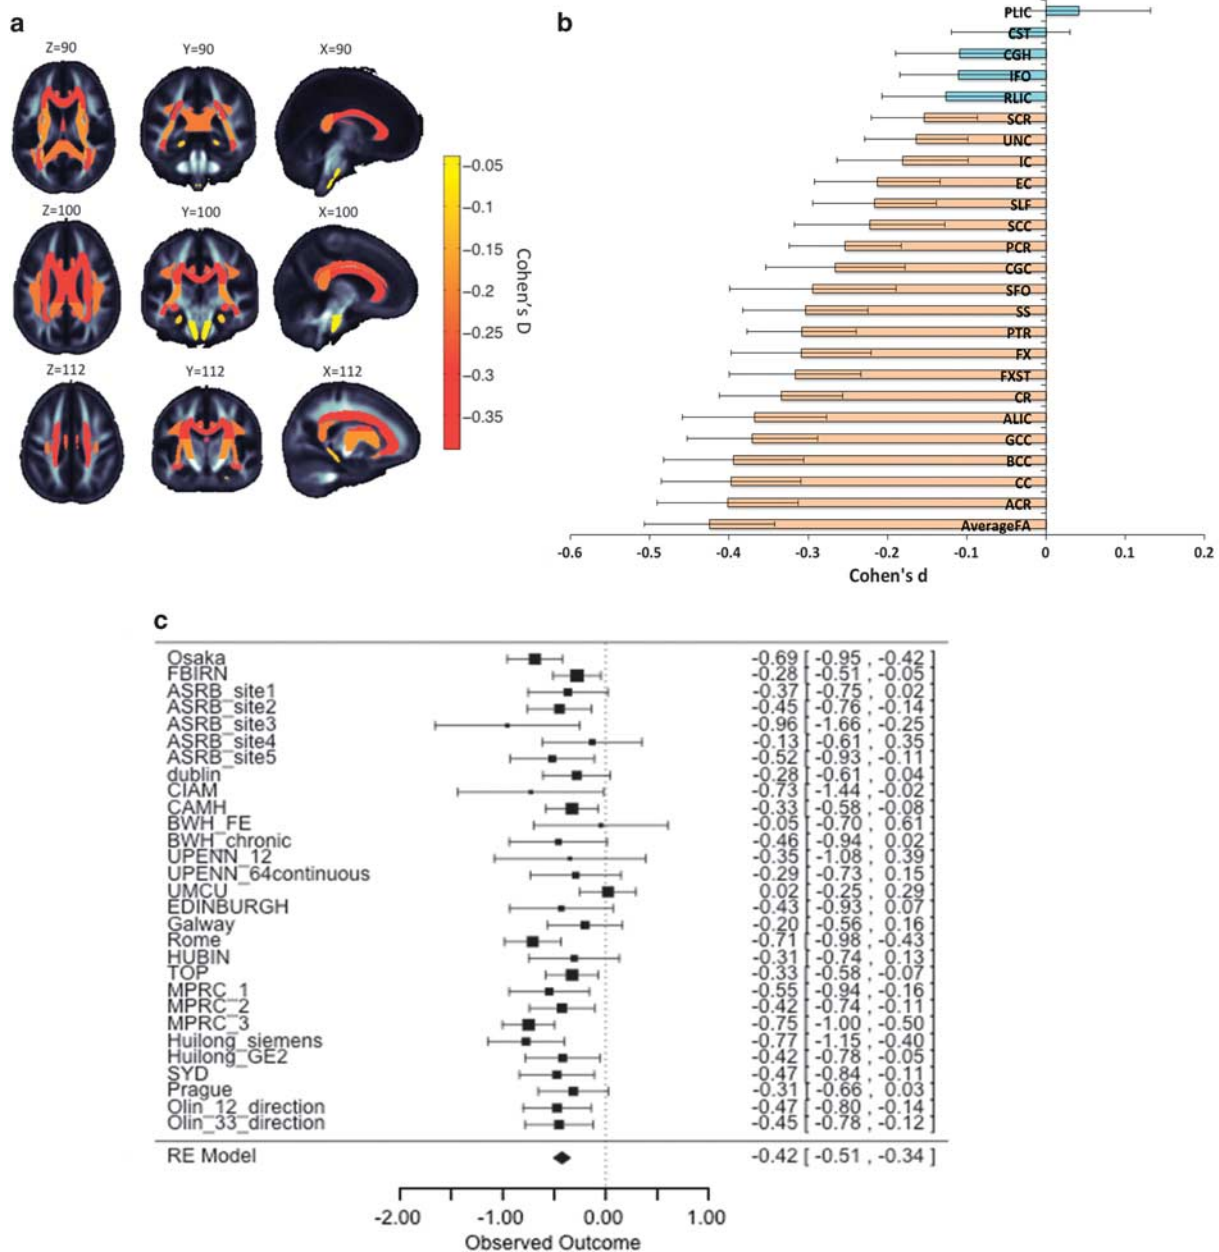 a
Z=90 Y=90 X=90
Z=100 Y=100 X=100
Z=112 Y=112 X=112
-0.05
-0.1
-0.15
-0.2
-0.25
-0.3
-0.35
Cohen's D
b
PLIC
CST
CGH
IFO
RLIC
SCR
UNC
IC
EC
SLF
SCC
PCR
CGC
SFO
SS
PTR
FX
FXST
CR
ALIC
GCC
BCC
CC
ACR
AverageFA
-0.6 -0.5 -0.4 -0.3 -0.2 -0.1 0 0.1 0.2
Cohen's d
c
Osaka -0.69 [ -0.95 , -0.42 ]
FBIRN -0.28 [ -0.51 , -0.05 ]
ASRB_site1 -0.37 [ -0.75 , 0.02 ]
ASRB_site2 -0.45 [ -0.76 , -0.14 ]
ASRB_site3 -0.96 [ -1.66 , -0.25 ]
ASRB_site4 -0.13 [ -0.61 , 0.35 ]
ASRB_site5 -0.52 [ -0.93 , -0.11 ]
dublin -0.28 [ -0.61 , 0.04 ]
CIAM -0.73 [ -1.44 , -0.02 ]
CAMH -0.33 [ -0.58 , -0.08 ]
BWH_FE -0.05 [ -0.70 , 0.61 ]
BWH_chronic -0.46 [ -0.94 , 0.02 ]
UPENN_12 -0.35 [ -1.08 , 0.39 ]
UPENN_64continuous -0.29 [ -0.73 , 0.15 ]
UMCU 0.02 [ -0.25 , 0.29 ]
EDINBURGH -0.43 [ -0.93 , 0.07 ]
Galway -0.20 [ -0.56 , 0.16 ]
Rome -0.71 [ -0.98 , -0.43 ]
HUBIN -0.31 [ -0.74 , 0.13 ]
TOP -0.33 [ -0.58 , -0.07 ]
MPRC_1 -0.55 [ -0.94 , -0.16 ]
MPRC_2 -0.42 [ -0.74 , -0.11 ]
MPRC_3 -0.75 [ -1.00 , -0.50 ]
Huilong_siemens -0.77 [ -1.15 , -0.40 ]
Huilong_GE2 -0.42 [ -0.78 , -0.05 ]
SYD -0.47 [ -0.84 , -0.11 ]
Prague -0.31 [ -0.66 , 0.03 ]
Olin_12_direction -0.47 [ -0.80 , -0.14 ]
Olin_33_direction -0.45 [ -0.78 , -0.12 ]
RE Model -0.42 [ -0.51 , -0.34 ]
-2.00 -1.00 0.00 1.00
Observed Outcome